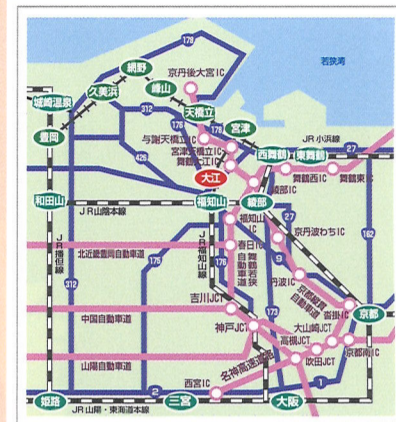 178
若狭湾
京丹後大宮IC
網野
峰山
久美浜
城崎温泉
312
天橋立
178
178
豊岡
与謝天橋立IC
宮津
JR小浜線
宮津天橋立IC
西舞鶴
東舞鶴
27
426
舞鶴大江IC
舞鶴西IC
舞鶴東IC
大江
綾部IC
和田山
JR山陰本線
福知山
綾部
福知山IC
27
京丹波わちIC
162
JR播但線
北近畿豊岡自動車道
JR福知山線
春日IC
舞鶴若狭自動車道
9
175
176
丹波IC
京都縦貫自動車道
312
吉川JCT
173
沓掛IC
京都
中国自動車道
大山崎JCT
神戸JCT
高槻JCT
京都南IC
山陽自動車道
名神高速道路
吹田JCT
西宮IC
2
1
姫路
三宮
大阪
JR山陽・東海道本線